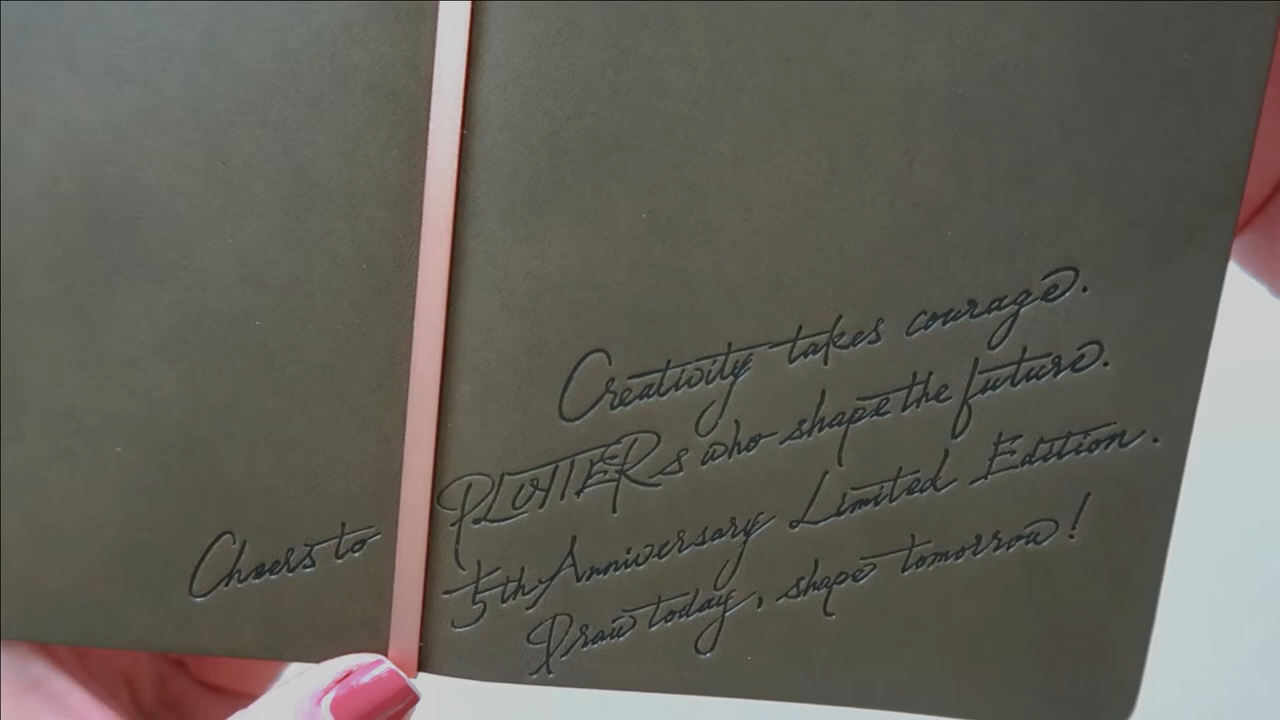 Creativity takes courage.
Cheers to PLOTTERs who shape the future.
5th Anniversary Limited Edition.
Draw today, shape tomorrow!